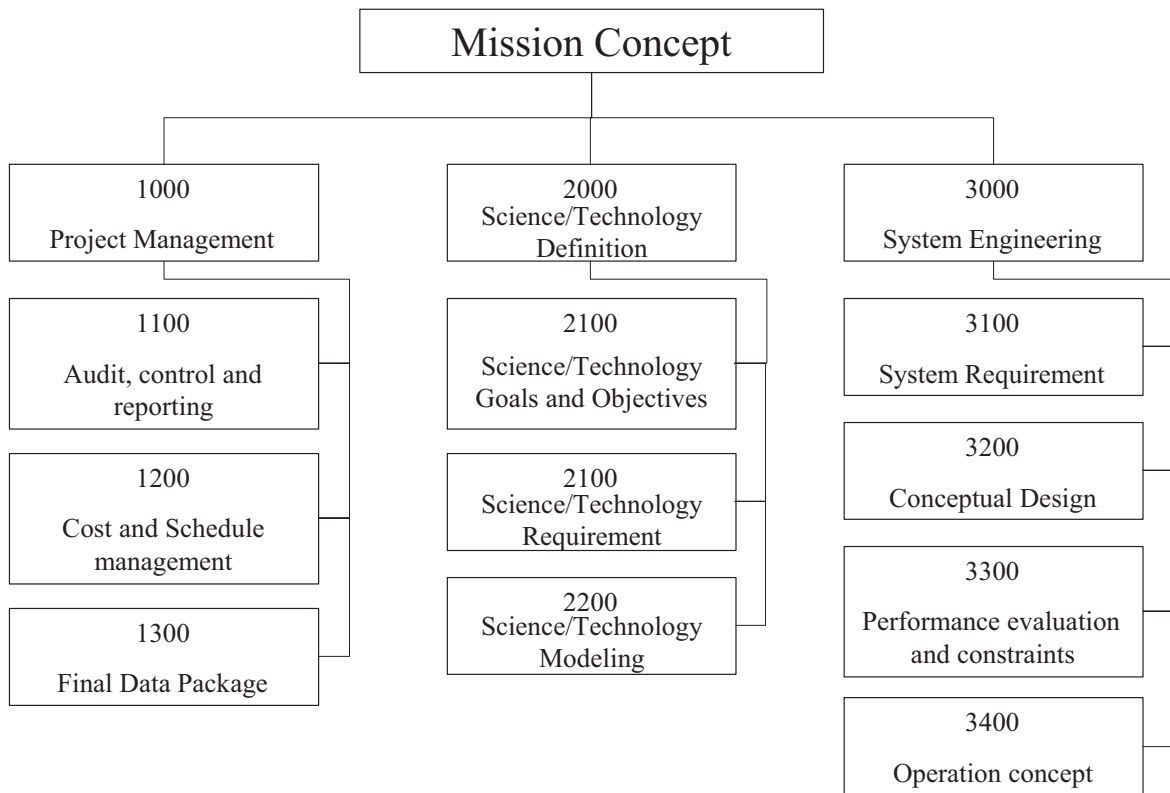 Mission Concept
1000
Project Management
1100
Audit, control and
reporting
1200
Cost and Schedule
management
1300
Final Data Package
2000
Science/Technology
Definition
2100
Science/Technology
Goals and Objectives
2100
Science/Technology
Requirement
2200
Science/Technology
Modeling
3000
System Engineering
3100
System Requirement
3200
Conceptual Design
3300
Performance evaluation
and constraints
3400
Operation concept